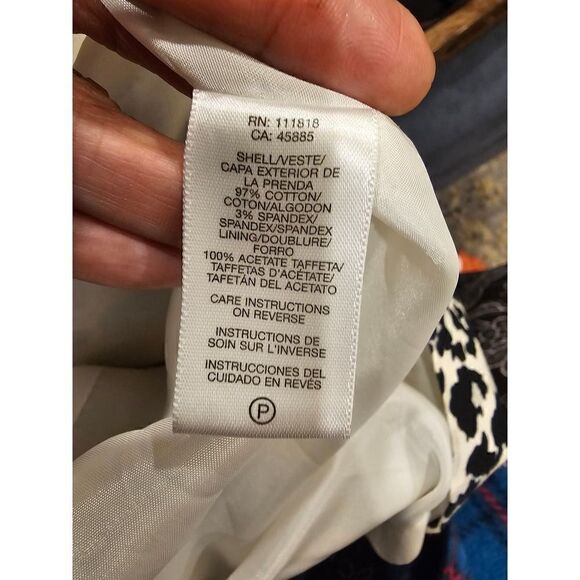 RN: 111818
CA: 45885
SHELL/VESTE/
CAPA EXTERIOR DE
LA PRENDA
97% COTTON/
COTON/ALGODON
3% SPANDEX/
SPANDEX/SPANDEX
LINING/DOUBLURE/
FORRO
100% ACETATE TAFFETA/
TAFFETAS D'ACÉTATE/
TAFETÁN DEL ACETATO
CARE INSTRUCTIONS
ON REVERSE
INSTRUCTIONS DE
SOIN SUR L'INVERSE
INSTRUCCIONES DEL
CUIDADO EN REVÉS
P